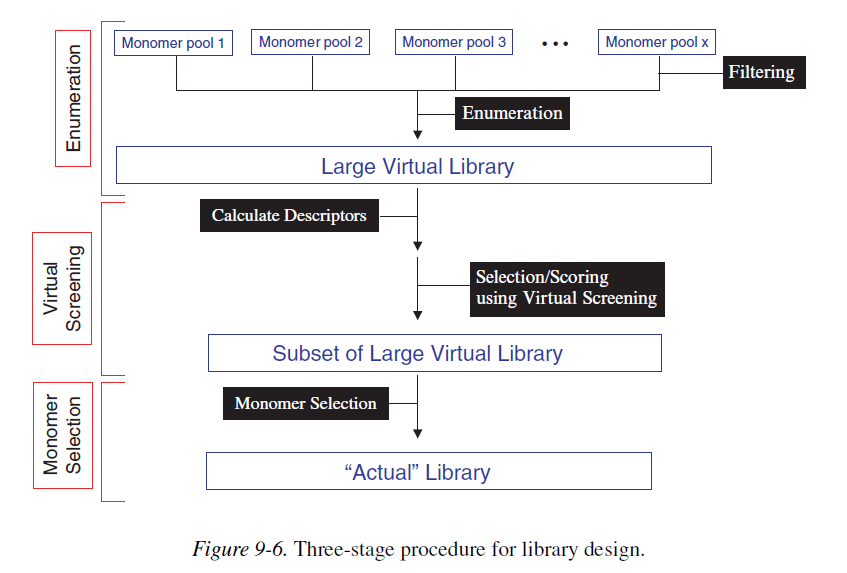 Monomer pool 1
Monomer pool 2
Monomer pool 3
• • •
Monomer pool x
Filtering
Enumeration
Enumeration
Large Virtual Library
Calculate Descriptors
Virtual
Screening
Selection/Scoring
using Virtual Screening
Subset of Large Virtual Library
Monomer Selection
Monomer
Selection
“Actual” Library
Figure 9-6. Three-stage procedure for library design.